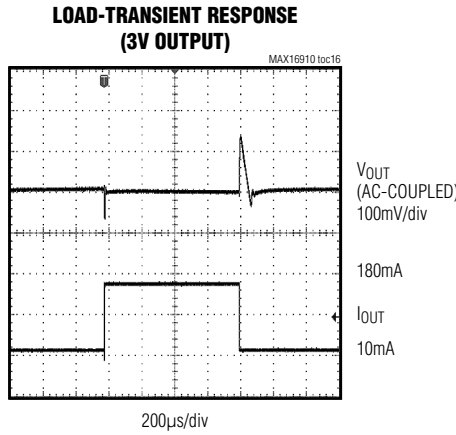 LOAD-TRANSIENT RESPONSE
(3V OUTPUT)
MAX16910 toc16
VOUT
(AC-COUPLED)
100mV/div
180mA
IOUT
10mA
200µs/div